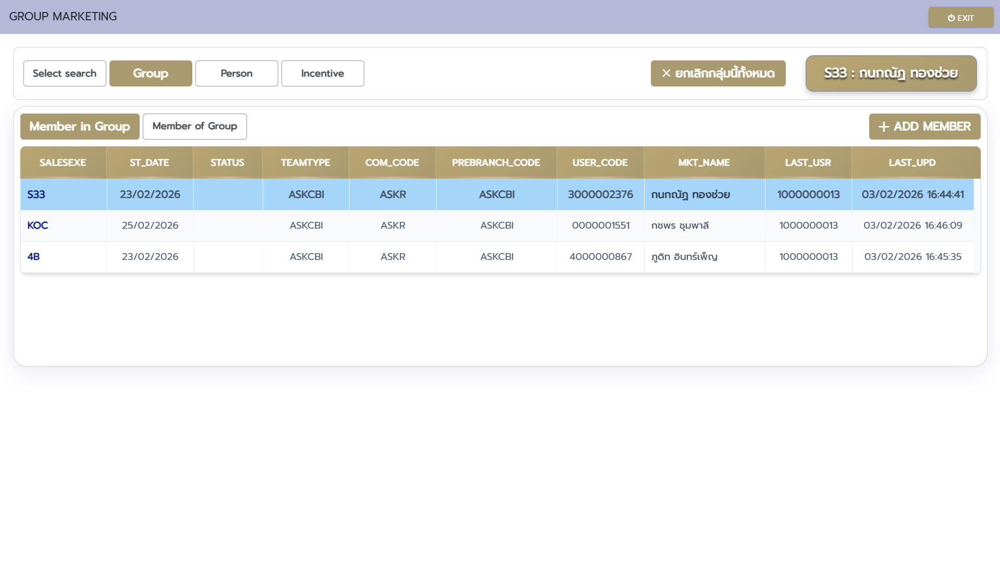 GROUP MARKETING
EXIT
Select search Group Person Incentive ยกเลิกกลุ่มนี้ทั้งหมด S33 : กนกณัฏ ทองช่วย
Member in Group Member of Group ADD MEMBER
SALESEXE ST_DATE STATUS TEAMTYPE COM_CODE PREBRANCH_CODE USER_CODE MKT_NAME LAST_USR LAST_UPD
S33 23/02/2026 ASKCBI ASKR ASKCBI 3000002376 กนกณัฏ ทองช่วย 1000000013 03/02/2026 16:44:41
KOC 25/02/2026 ASKCBI ASKR ASKCBI 0000001551 กชพร ชุมพาลี 1000000013 03/02/2026 16:46:09
4B 23/02/2026 ASKCBI ASKR ASKCBI 4000000867 ภูดิท อินทร์เพ็ญ 1000000013 03/02/2026 16:45:35